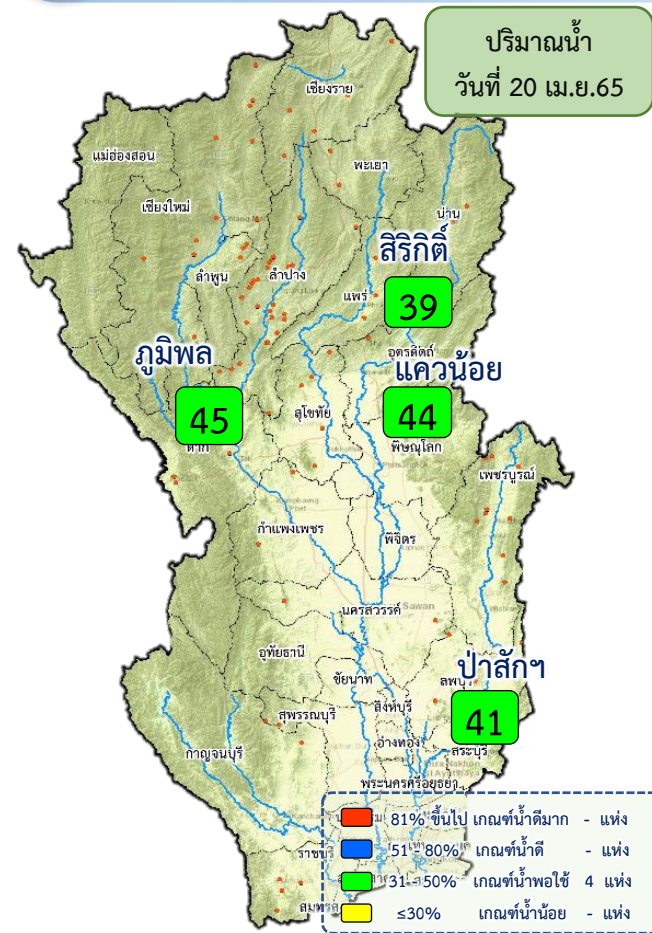 ปริมาณน้ำ
วันที่ 20 เม.ย.65
เชียงราย
แม่ฮ่องสอน
พะเยา
เชียงใหม่
น่าน
สิริกิติ์
ลำพูน
ลำปาง
แพร่
39
อุตรดิตถ์
ภูมิพล
แควน้อย
45
44
สุโขทัย
ตาก
พิษณุโลก
เพชรบูรณ์
กำแพงเพชร
พิจิตร
นครสวรรค์
Sawan
อุทัยธานี
ป่าสักฯ
ชัยนาท
ลพบุรี
สิงห์บุรี
สุพรรณบุรี
41
อ่างทอง
สระบุรี
กาญจนบุรี
พระนครศรีอยุธยา
81% ขึ้นไป เกณฑ์น้ำดีมาก - แห่ง
51 - 80% เกณฑ์น้ำดี - แห่ง
ราชบุรี
31 - 50% เกณฑ์น้ำพอใช้ 4 แห่ง
≤30% เกณฑ์น้ำน้อย - แห่ง